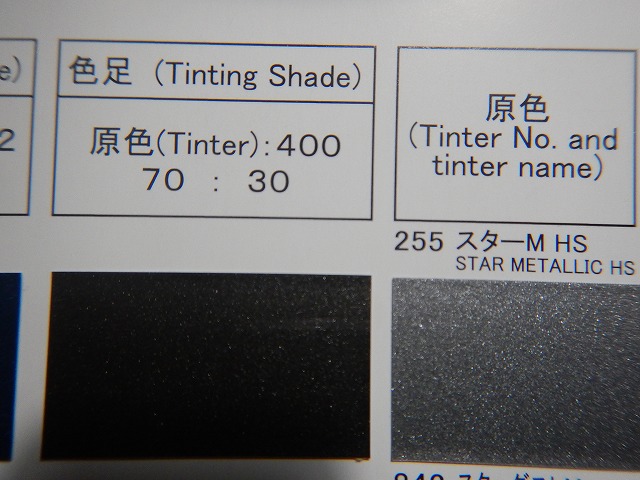 e)
色足 (Tinting Shade)
2
原色(Tinter):400
70 : 30
原色
(Tinter No. and
tinter name)
255 スターM HS
STAR METALLIC HS